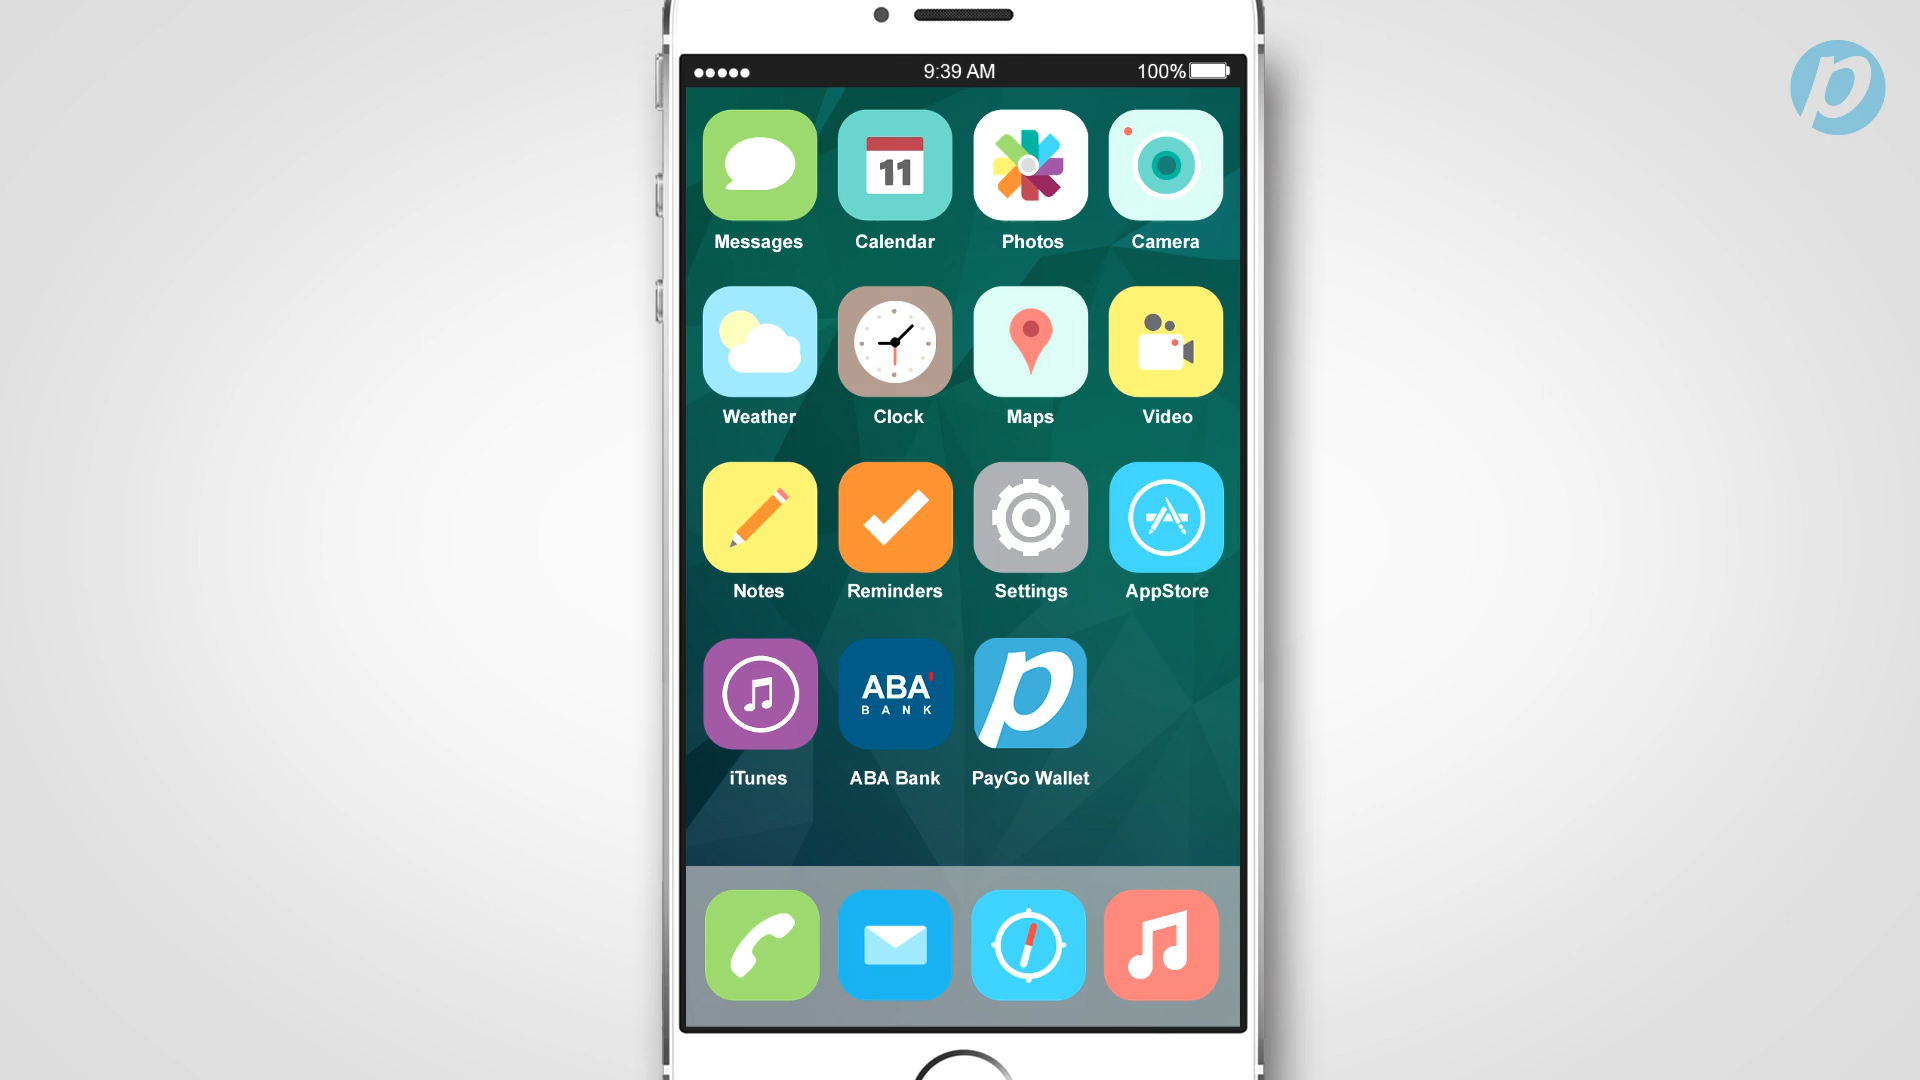 9:39 AM 100%
11
Messages Calendar Photos Camera
Weather Clock Maps Video
Notes Reminders Settings AppStore
ABA'
BANK
p
iTunes ABA Bank PayGo Wallet
p